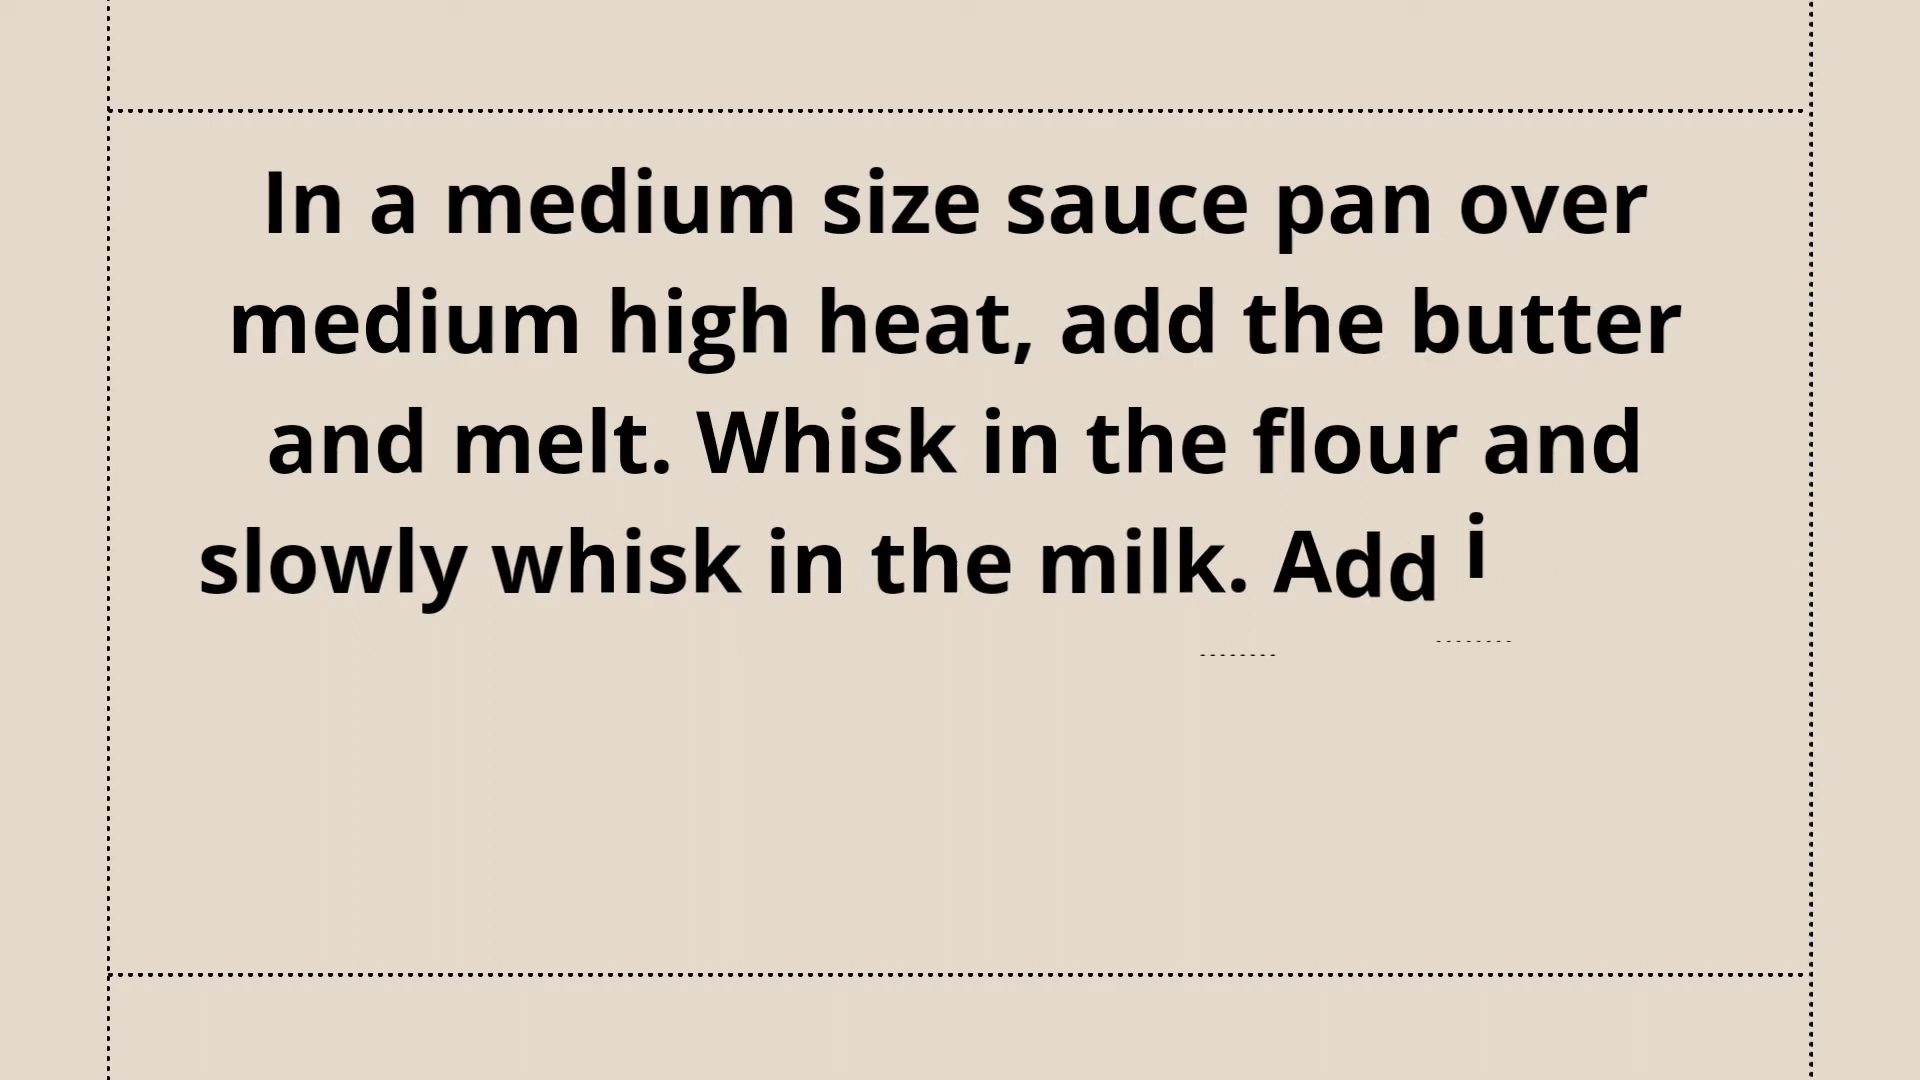 In a medium size sauce pan over
medium high heat, add the butter
and melt. Whisk in the flour and
slowly whisk in the milk. Add i